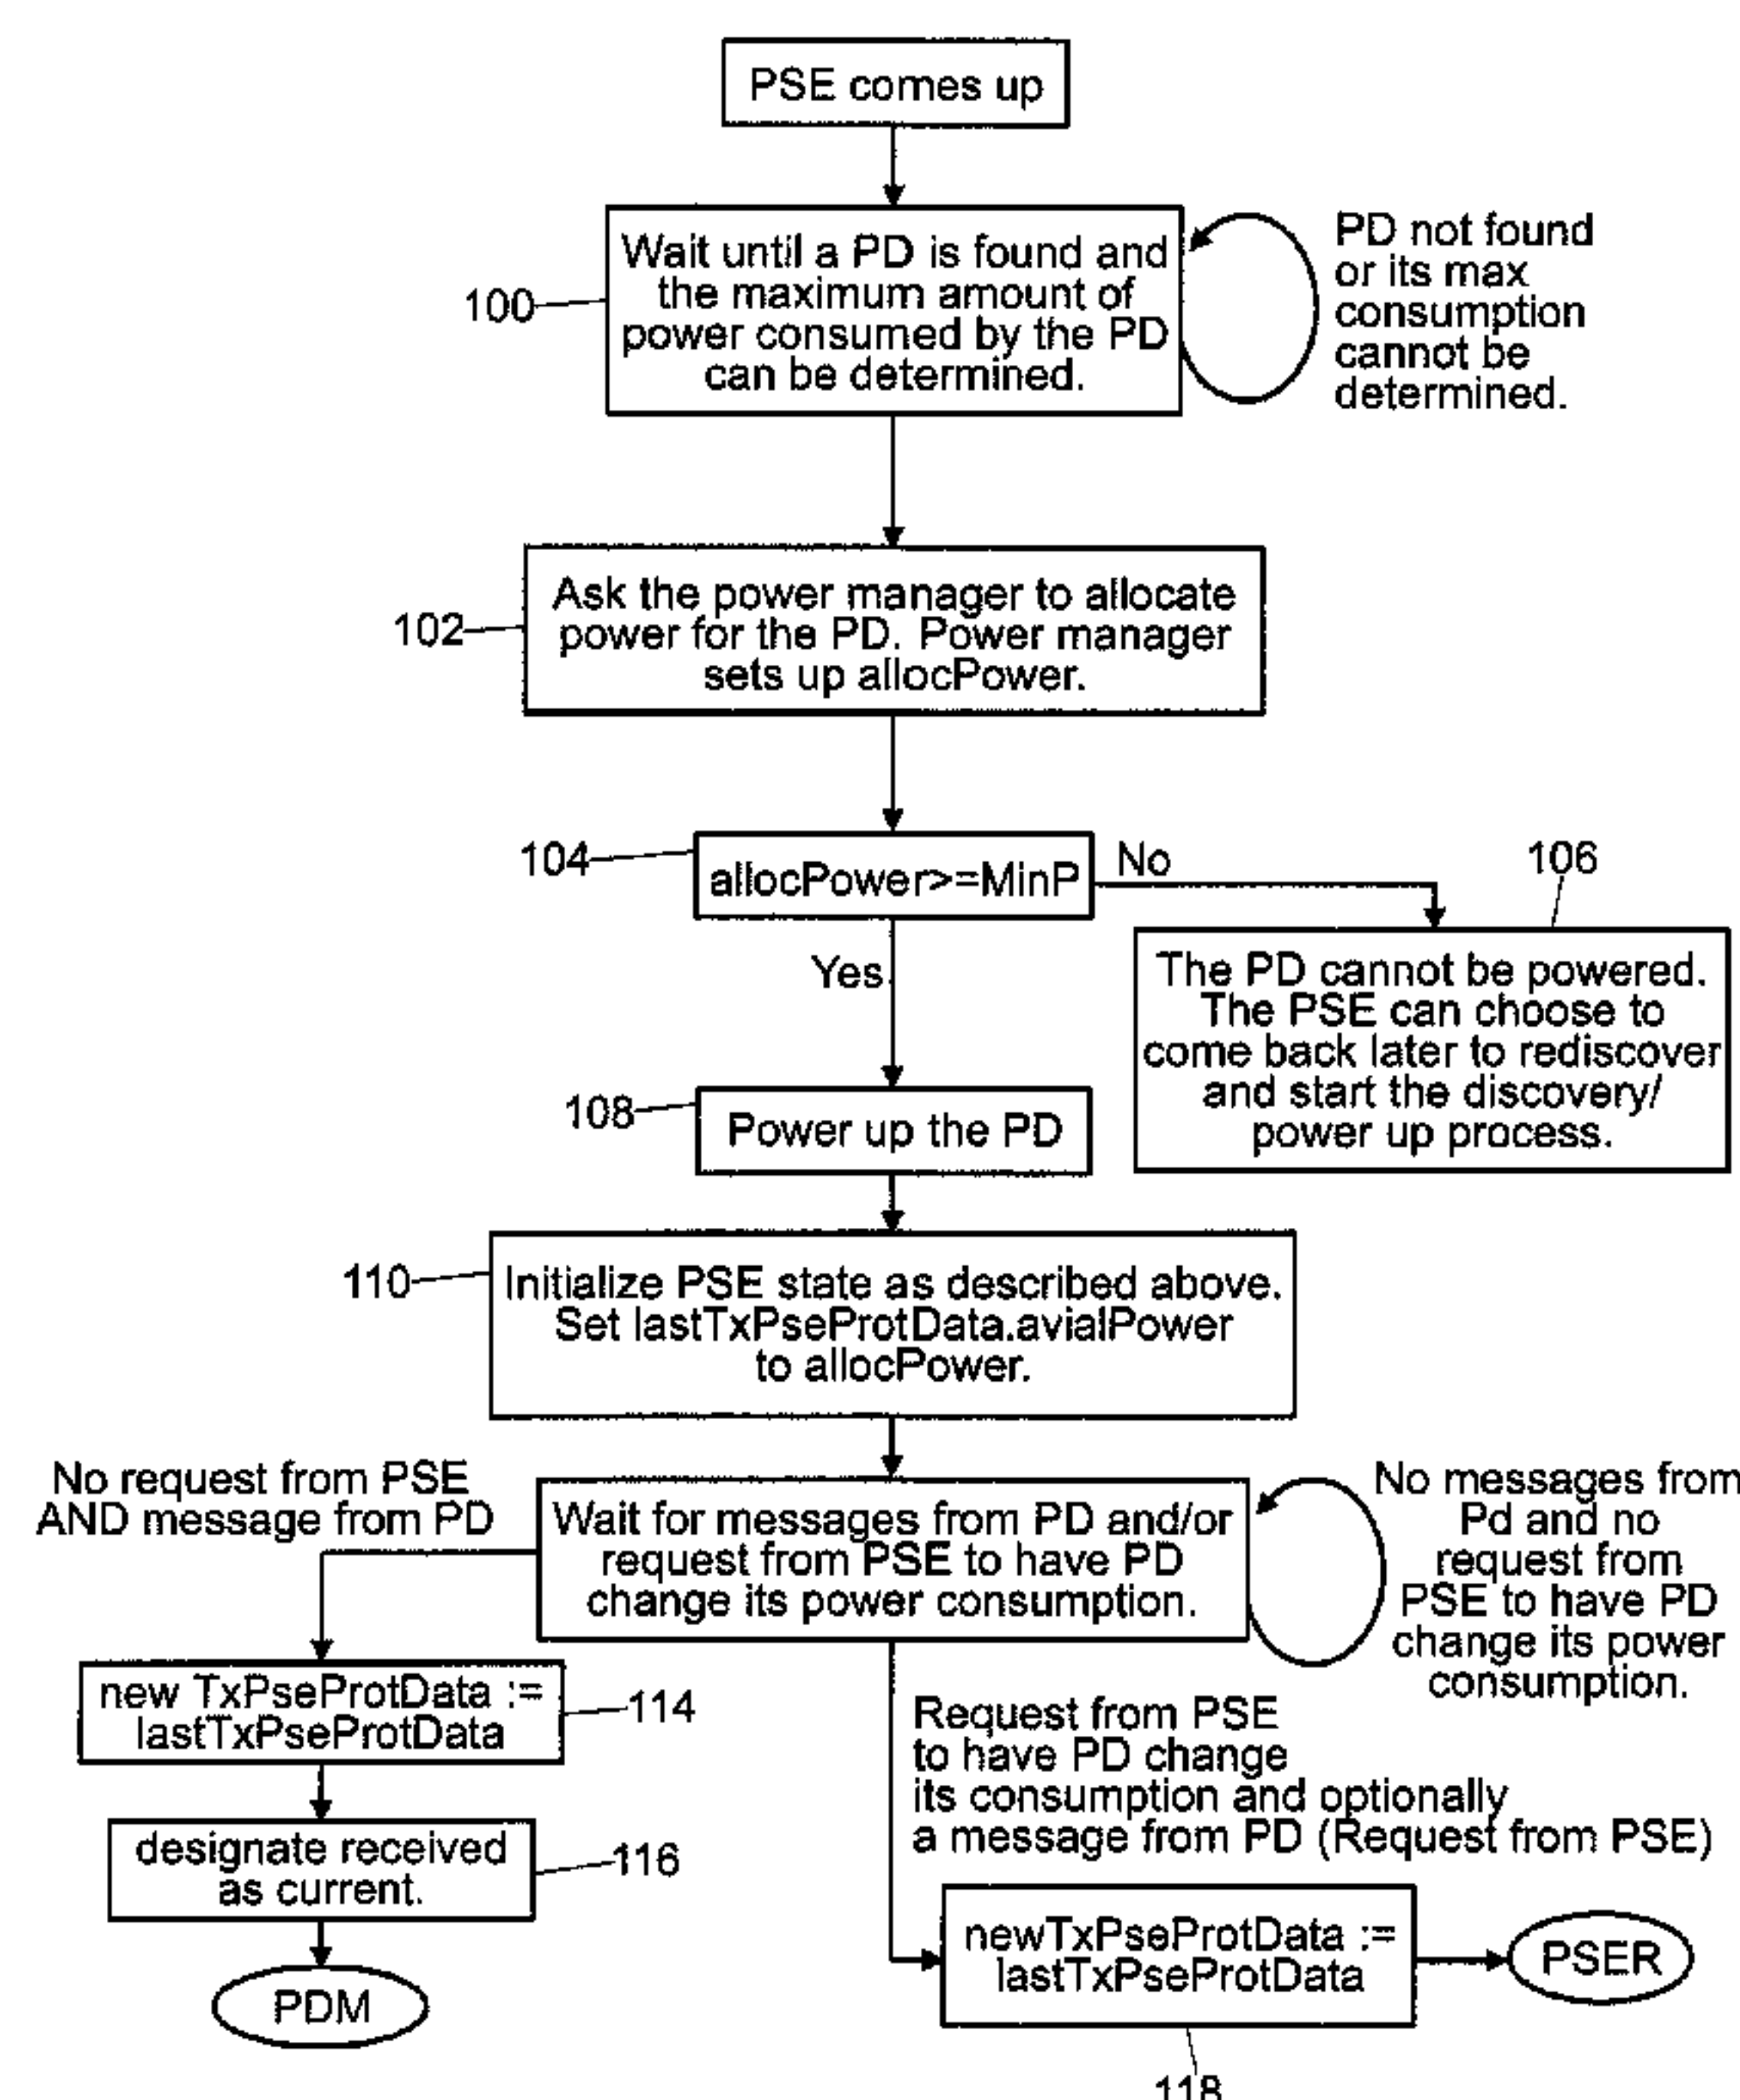 PSE comes up
100
Wait until a PD is found and
the maximum amount of
power consumed by the PD
can be determined.
PD not found
or its max
consumption
cannot be
determined.
102
Ask the power manager to allocate
power for the PD. Power manager
sets up allocPower.
104
allocPower>=MinP
No
106
Yes
The PD cannot be powered.
The PSE can choose to
come back later to rediscover
and start the discovery/
power up process.
108
Power up the PD
110
Initialize PSE state as described above.
Set lastTxPseProtData.avialPower
to allocPower.
No request from PSE
AND message from PD
Wait for messages from PD and/or
request from PSE to have PD
change its power consumption.
No messages from
Pd and no
request from
PSE to have PD
change its power
consumption.
new TxPseProtData :=
lastTxPseProtData
114
Request from PSE
to have PD change
its consumption and optionally
a message from PD (Request from PSE)
designate received
as current.
116
newTxPseProtData :=
lastTxPseProtData
PSER
PDM
118